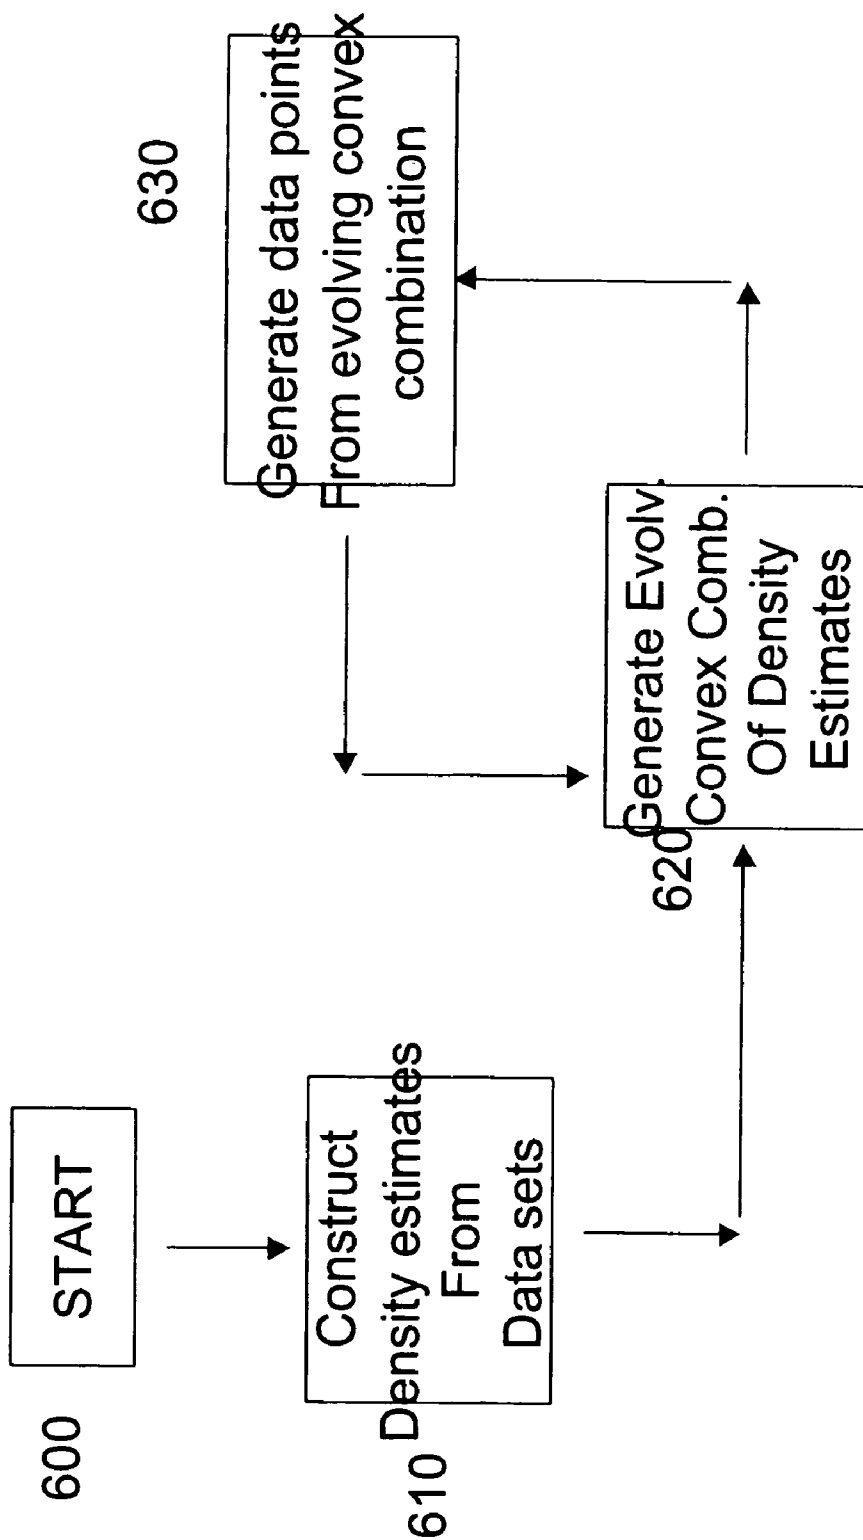 600
START
610
Construct
Density estimates
From
Data sets
620
Generate Evolv.
Convex Comb.
Of Density
Estimates
630
Generate data points
From evolving convex
combination